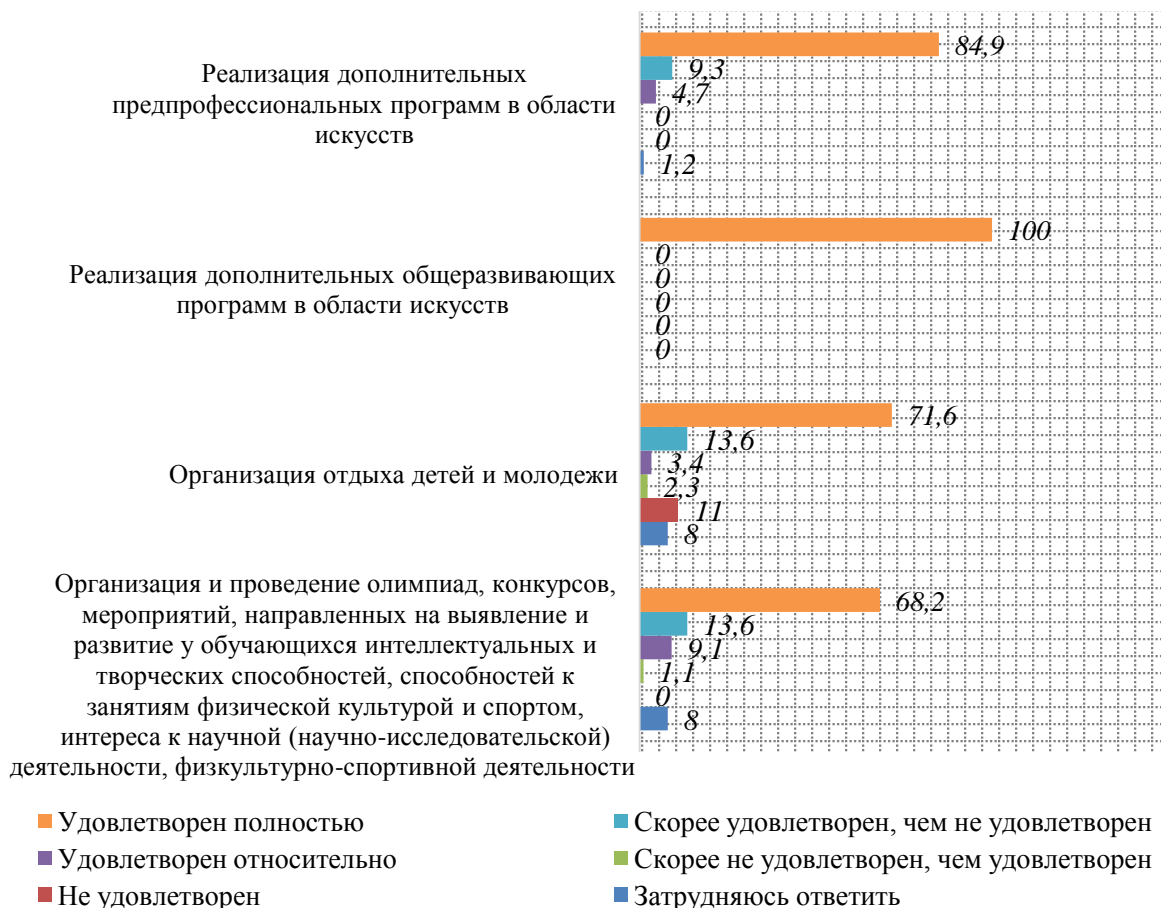 84,9
Реализация дополнительных
предпрофессиональных программ в области
искусств
9,3
4,7
0
0
1,2
100
Реализация дополнительных общеразвивающих
программ в области искусств
0
0
0
0
0
71,6
Организация отдыха детей и молодежи
13,6
3,4
2,3
11
8
Организация и проведение олимпиад, конкурсов,
мероприятий, направленных на выявление и
развитие у обучающихся интеллектуальных и
творческих способностей, способностей к
занятиям физической культурой и спортом,
интереса к научной (научно-исследовательской)
деятельности, физкультурно-спортивной деятельности
68,2
13,6
9,1
1,1
0
8
Удовлетворен полностью
Скорее удовлетворен, чем не удовлетворен
Удовлетворен относительно
Скорее не удовлетворен, чем удовлетворен
Не удовлетворен
Затрудняюсь ответить